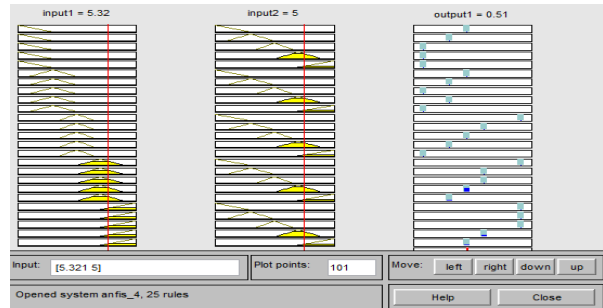 input1 = 5.32
input2 = 5
output1 = 0.51
Input: [5.321 5]
Plot points: 101
Move: left right down up
Opened system anfis_4, 25 rules
Help
Close